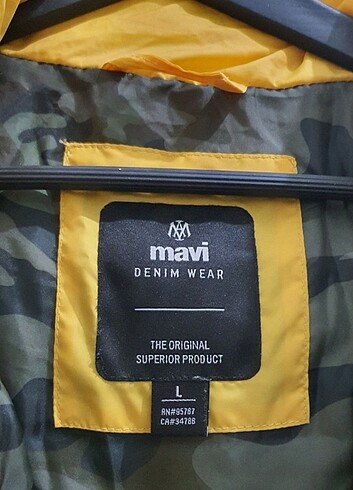 mavi
DENIM WEAR
THE ORIGINAL
SUPERIOR PRODUCT
L
RN#95787
CA#34788